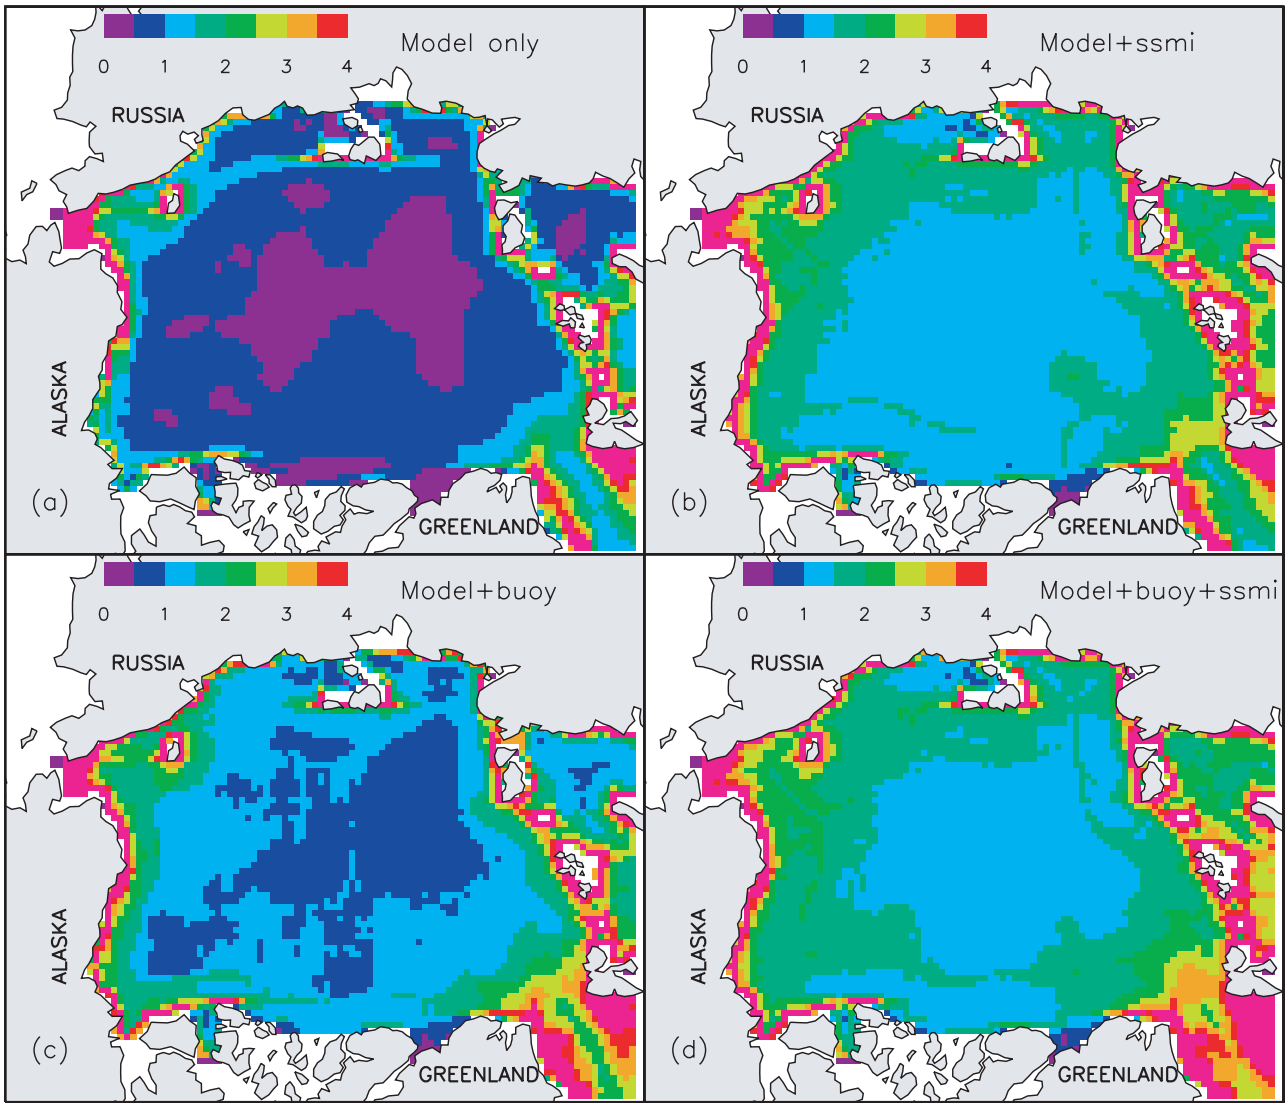 Model only
0 1 2 3 4
RUSSIA
ALASKA
(a)
GREENLAND
Model+ssmi
0 1 2 3 4
RUSSIA
ALASKA
(b)
GREENLAND
Model+buoy
0 1 2 3 4
RUSSIA
ALASKA
(c)
GREENLAND
Model+buoy+ssmi
0 1 2 3 4
RUSSIA
ALASKA
(d)
GREENLAND